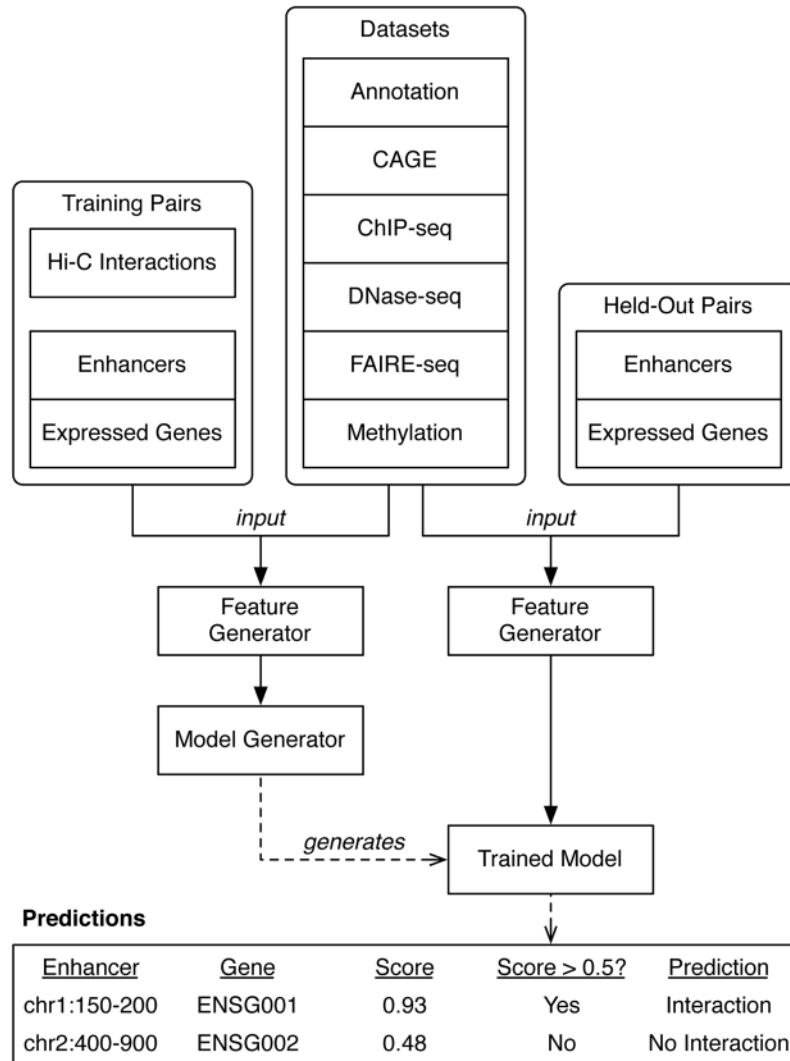 Datasets
Annotation
CAGE
ChIP-seq
DNase-seq
FAIRE-seq
Methylation
Training Pairs
Hi-C Interactions
Enhancers
Expressed Genes
Held-Out Pairs
Enhancers
Expressed Genes
input
input
Feature
Generator
Feature
Generator
Model Generator
generates
Trained Model
Predictions
Enhancer Gene Score Score > 0.5? Prediction
chr1:150-200 ENSG001 0.93 Yes Interaction
chr2:400-900 ENSG002 0.48 No No Interaction